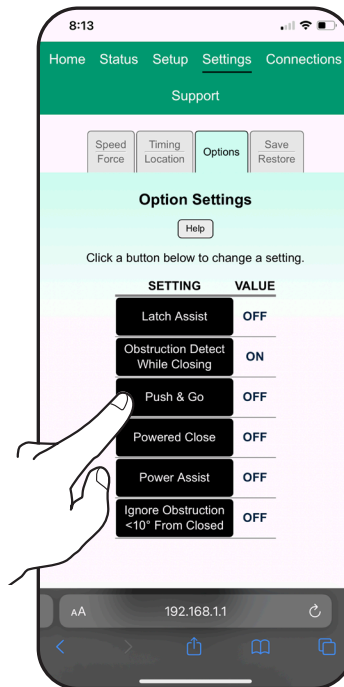 8:13
Home Status Setup Settings Connections
Support
Speed
Force
Timing
Location
Options
Save
Restore
Option Settings
Help
Click a button below to change a setting.
SETTING VALUE
Latch Assist OFF
Obstruction Detect
While Closing ON
Push & Go OFF
Powered Close OFF
Power Assist OFF
Ignore Obstruction
<10° From Closed OFF
AA 192.168.1.1